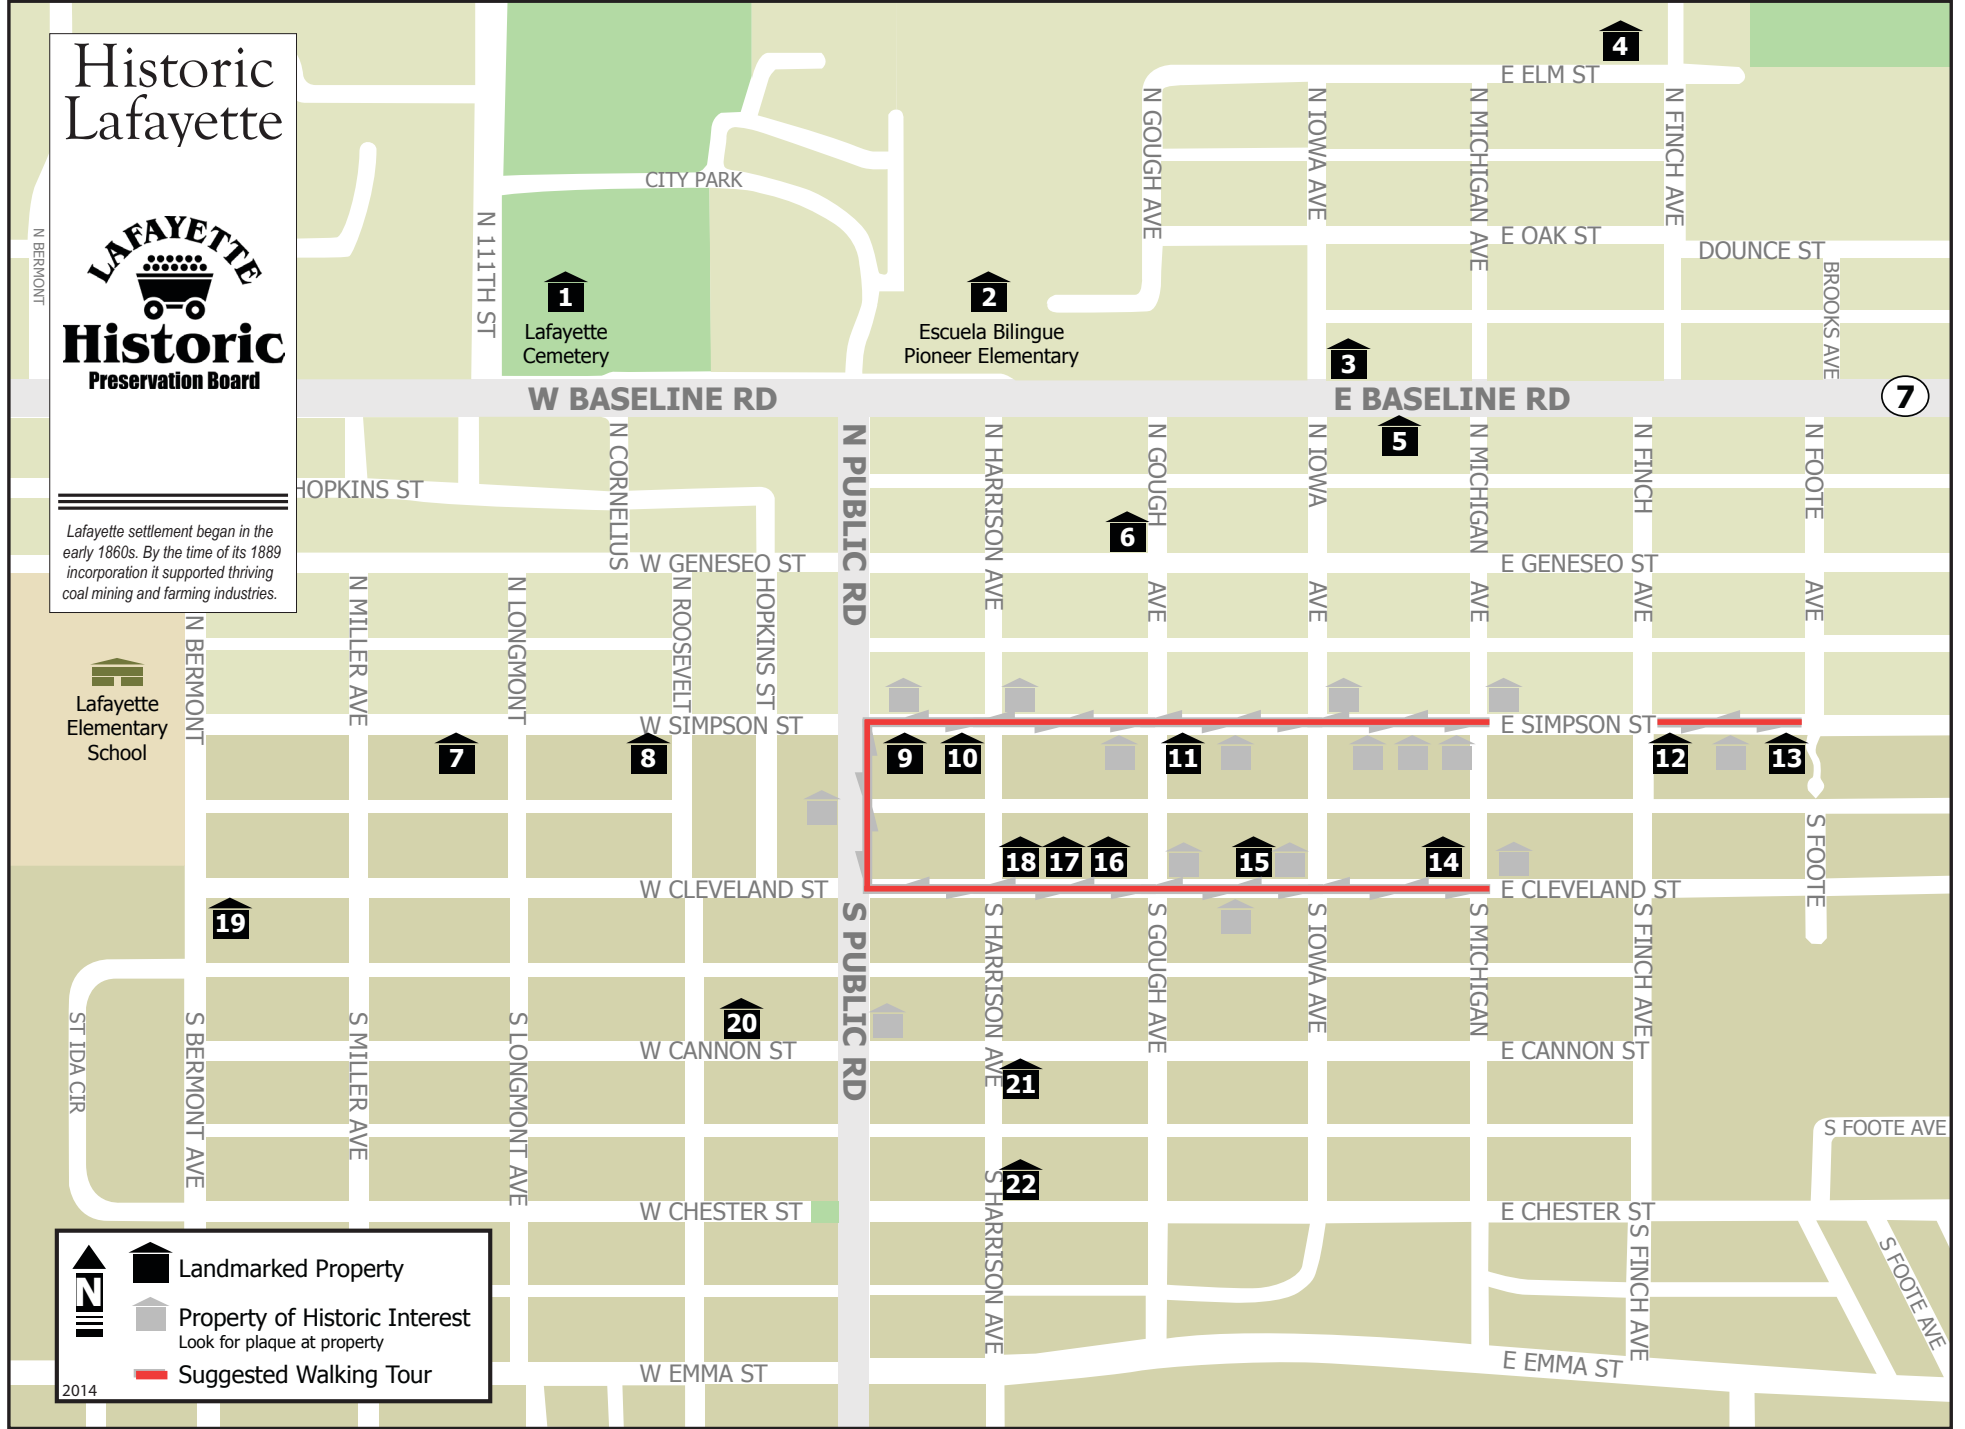 Historic
Lafayette
LAFAYETTE
Historic
Preservation Board
Lafayette settlement began in the
early 1860s. By the time of its 1889
incorporation it supported thriving
coal mining and farming industries.
4
E ELM ST
N GOUGH AVE
N IOWA AVE
N MICHIGAN AVE
N FINCH AVE
CITY PARK
N 111TH ST
N BERMONT
E OAK ST
DOUNCE ST
BROOKS AVE
1
Lafayette
Cemetery
2
Escuela Bilingue
Pioneer Elementary
3
W BASELINE RD
E BASELINE RD
7
5
N CORNELIUS
N PUBLIC RD
N HARRISON AVE
N GOUGH AVE
N IOWA AVE
N MICHIGAN AVE
N FINCH AVE
N FOOTE AVE
HOPKINS ST
6
W GENESEO ST
E GENESEO ST
N BERMONT
N MILLER AVE
N LONGMONT
N ROOSEVELT
HOPKINS ST
Lafayette
Elementary
School
W SIMPSON ST
E SIMPSON ST
7
8
9
10
11
12
13
18
17
16
15
14
S FOOTE
W CLEVELAND ST
E CLEVELAND ST
19
S PUBLIC RD
S HARRISON AVE
S GOUGH AVE
S IOWA AVE
S MICHIGAN
S FINCH AVE
20
ST IDA CIR
S BERMONT AVE
S MILLER AVE
S LONGMONT AVE
W CANNON ST
E CANNON ST
21
S FOOTE AVE
22
S HARRISON AVE
W CHESTER ST
E CHESTER ST
S FINCH AVE
S FOOTE AVE
W EMMA ST
E EMMA ST
N
Landmarked Property
Property of Historic Interest
Look for plaque at property
Suggested Walking Tour
2014